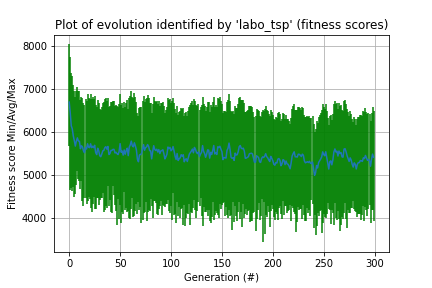 Plot of evolution identified by 'labo_tsp' (fitness scores)
8000
7000
6000
5000
4000
Fitness score Min/Avg/Max
0 50 100 150 200 250 300
Generation (#)